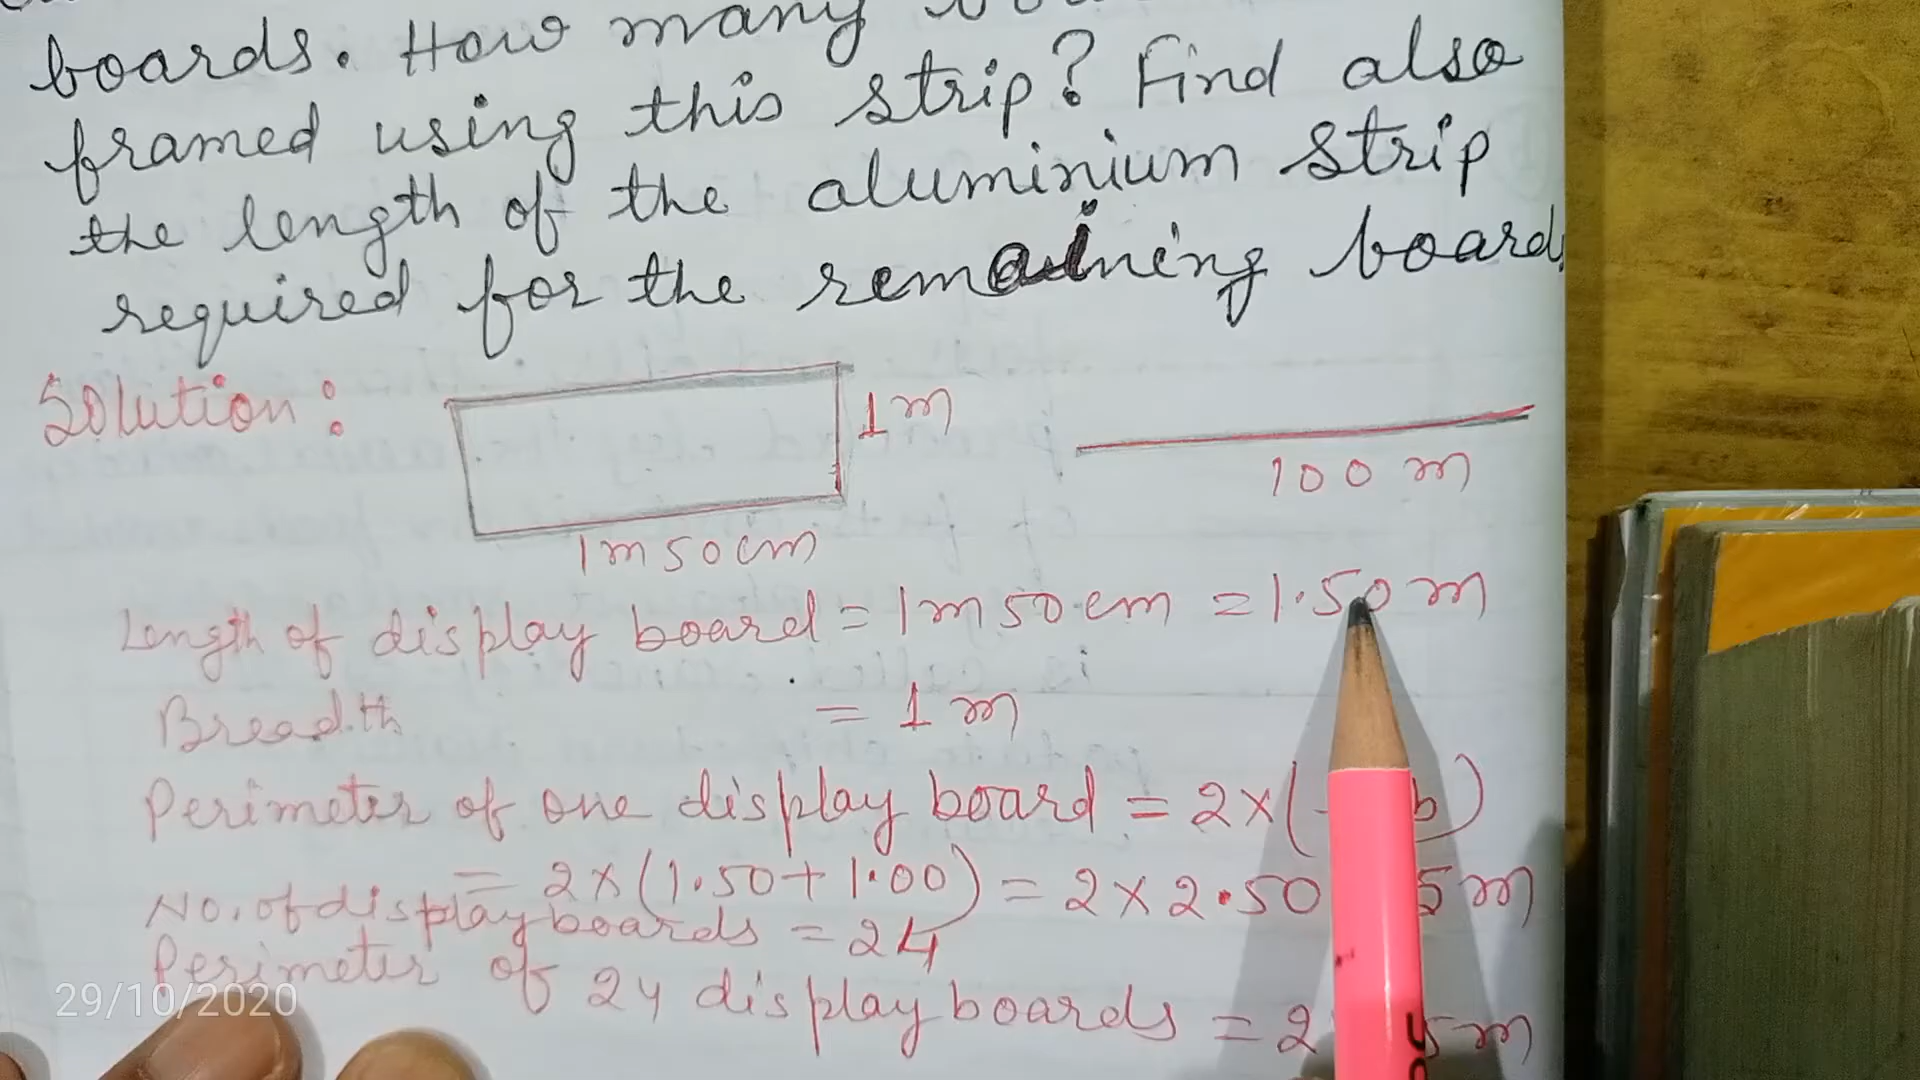 boards. How many
framed using this strip? Find also
the length of the aluminium strip
required for the remaining board
Solution:
1m
100 m
1m 50cm
Length of display board = 1m 50 cm = 1.50 m
Breadth = 1 m
Perimeter of one display board = 2×( b)
= 2×(1.50+1.00) = 2×2.50 5m
No. of display boards = 24
Perimeter of 24 display boards = 2 5m
29/10/2020